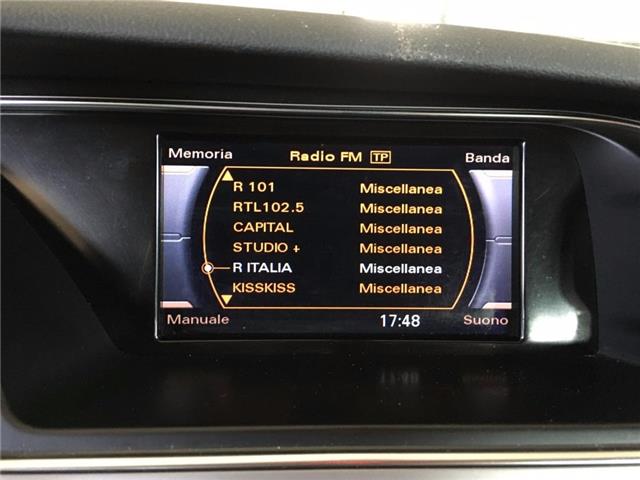 Memoria Radio FM TP Banda
R 101 Miscellanea
RTL102.5 Miscellanea
CAPITAL Miscellanea
STUDIO + Miscellanea
R ITALIA Miscellanea
KISSKISS Miscellanea
Manuale 17:48 Suono